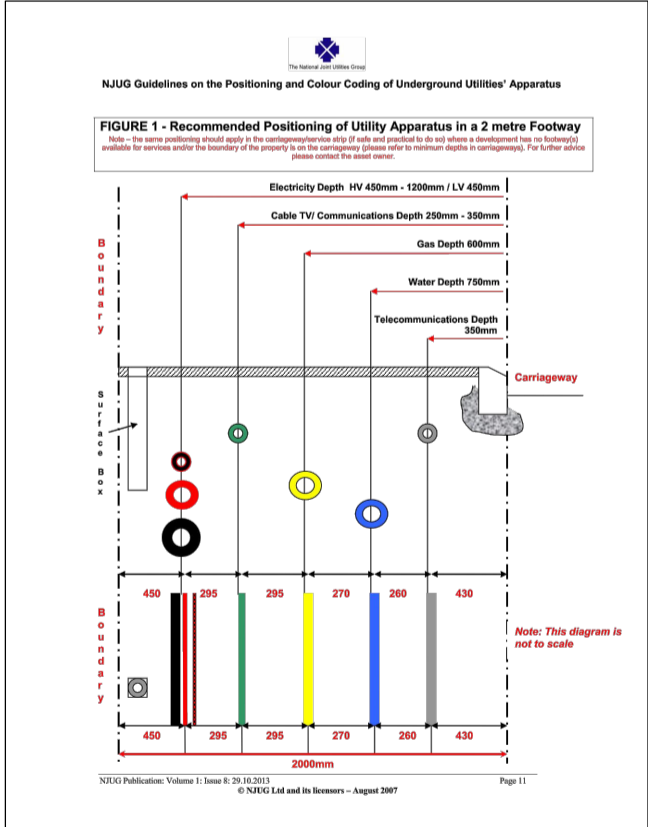 The National Joint Utilities Group
NJUG Guidelines on the Positioning and Colour Coding of Underground Utilities' Apparatus
FIGURE 1 - Recommended Positioning of Utility Apparatus in a 2 metre Footway
Note – the same positioning should apply in the carriageway/service strip (if safe and practical to do so) where a development has no footway(s)
available for services and/or the boundary of the property is on the carriageway (please refer to minimum depths in carriageways). For further advice
please contact the asset owner.
Electricity Depth HV 450mm - 1200mm / LV 450mm
Cable TV/ Communications Depth 250mm - 350mm
Gas Depth 600mm
Water Depth 750mm
Telecommunications Depth
350mm
Boundary
Carriageway
Surface Box
450 295 295 270 260 430
Boundary
Note: This diagram is
not to scale
450 295 295 270 260 430
2000mm
NJUG Publication: Volume 1: Issue 8: 29.10.2013 Page 11
© NJUG Ltd and its licensors – August 2007